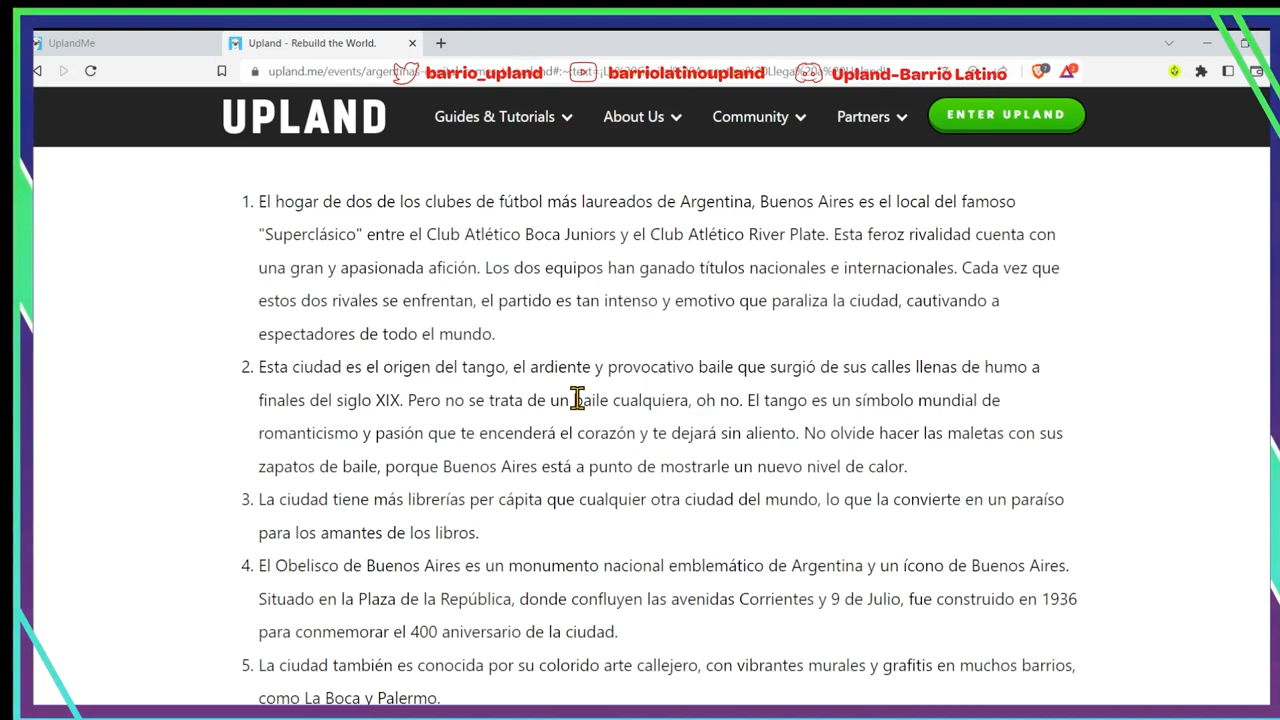 UplandMe
Upland - Rebuild the World.
barrio_upland barriolatinoupland Upland-Barrio Latino
UPLAND Guides & Tutorials About Us Community Partners ENTER UPLAND
1. El hogar de dos de los clubes de fútbol más laureados de Argentina, Buenos Aires es el local del famoso
"Superclásico" entre el Club Atlético Boca Juniors y el Club Atlético River Plate. Esta feroz rivalidad cuenta con
una gran y apasionada afición. Los dos equipos han ganado títulos nacionales e internacionales. Cada vez que
estos dos rivales se enfrentan, el partido es tan intenso y emotivo que paraliza la ciudad, cautivando a
espectadores de todo el mundo.
2. Esta ciudad es el origen del tango, el ardiente y provocativo baile que surgió de sus calles llenas de humo a
finales del siglo XIX. Pero no se trata de un baile cualquiera, oh no. El tango es un símbolo mundial de
romanticismo y pasión que te encenderá el corazón y te dejará sin aliento. No olvide hacer las maletas con sus
zapatos de baile, porque Buenos Aires está a punto de mostrarle un nuevo nivel de calor.
3. La ciudad tiene más librerías per cápita que cualquier otra ciudad del mundo, lo que la convierte en un paraíso
para los amantes de los libros.
4. El Obelisco de Buenos Aires es un monumento nacional emblemático de Argentina y un ícono de Buenos Aires.
Situado en la Plaza de la República, donde confluyen las avenidas Corrientes y 9 de Julio, fue construido en 1936
para conmemorar el 400 aniversario de la ciudad.
5. La ciudad también es conocida por su colorido arte callejero, con vibrantes murales y grafitis en muchos barrios,
como La Boca y Palermo.